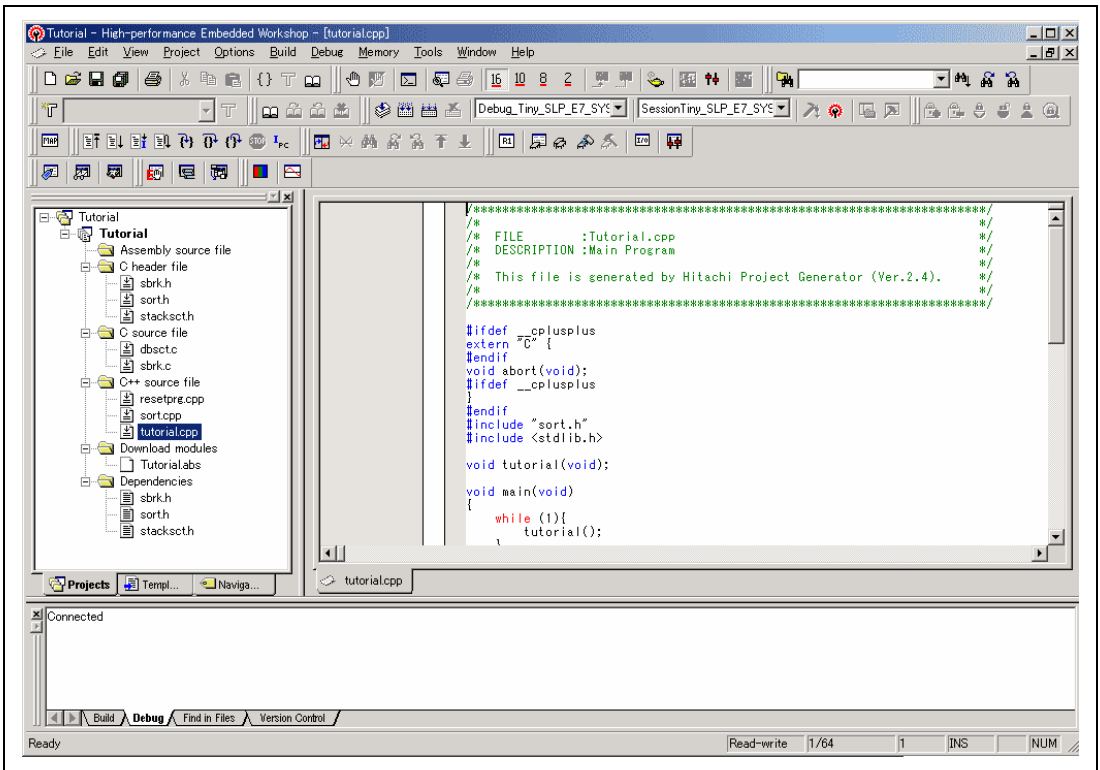 Tutorial - High-performance Embedded Workshop - [tutorial.cpp]
File Edit View Project Options Build Debug Memory Tools Window Help
16 10 8 2
Debug_Tiny_SLP_E7_SYS SessionTiny_SLP_E7_SYS
MAP STOP PC R1 I/O
Tutorial
Tutorial
Assembly source file
C header file
sbrk.h
sort.h
stacksct.h
C source file
dbsct.c
sbrk.c
C++ source file
resetprg.cpp
sort.cpp
tutorial.cpp
Download modules
Tutorial.abs
Dependencies
sbrk.h
sort.h
stacksct.h
Projects Templ... Naviga...
/***********************************************************************/
/* */
/* FILE :Tutorial.cpp */
/* DESCRIPTION :Main Program */
/* */
/* This file is generated by Hitachi Project Generator (Ver.2.4). */
/* */
/***********************************************************************/
#ifdef __cplusplus
extern "C" {
#endif
void abort(void);
#ifdef __cplusplus
}
#endif
#include "sort.h"
#include <stdlib.h>
void tutorial(void);
void main(void)
{
while (1){
tutorial();
}
tutorial.cpp
Connected
Build Debug Find in Files Version Control
Ready Read-write 1/64 1 INS NUM